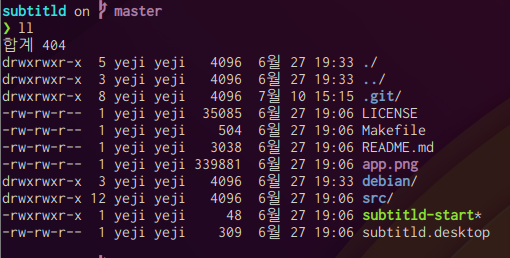 subtitld on master
❯ ll
합계 404
drwxrwxr-x  5 yeji yeji   4096  6월 27 19:33 ./
drwxrwxr-x  3 yeji yeji   4096  6월 27 19:33 ../
drwxrwxr-x  8 yeji yeji   4096  7월 10 15:15 .git/
-rw-rw-r--  1 yeji yeji  35085  6월 27 19:06 LICENSE
-rw-rw-r--  1 yeji yeji    504  6월 27 19:06 Makefile
-rw-rw-r--  1 yeji yeji   3038  6월 27 19:06 README.md
-rw-rw-r--  1 yeji yeji 339881  6월 27 19:06 app.png
drwxrwxr-x  3 yeji yeji   4096  6월 27 19:33 debian/
drwxrwxr-x 12 yeji yeji   4096  6월 27 19:06 src/
-rwxrwxr-x  1 yeji yeji     48  6월 27 19:06 subtitld-start*
-rw-rw-r--  1 yeji yeji    309  6월 27 19:06 subtitld.desktop